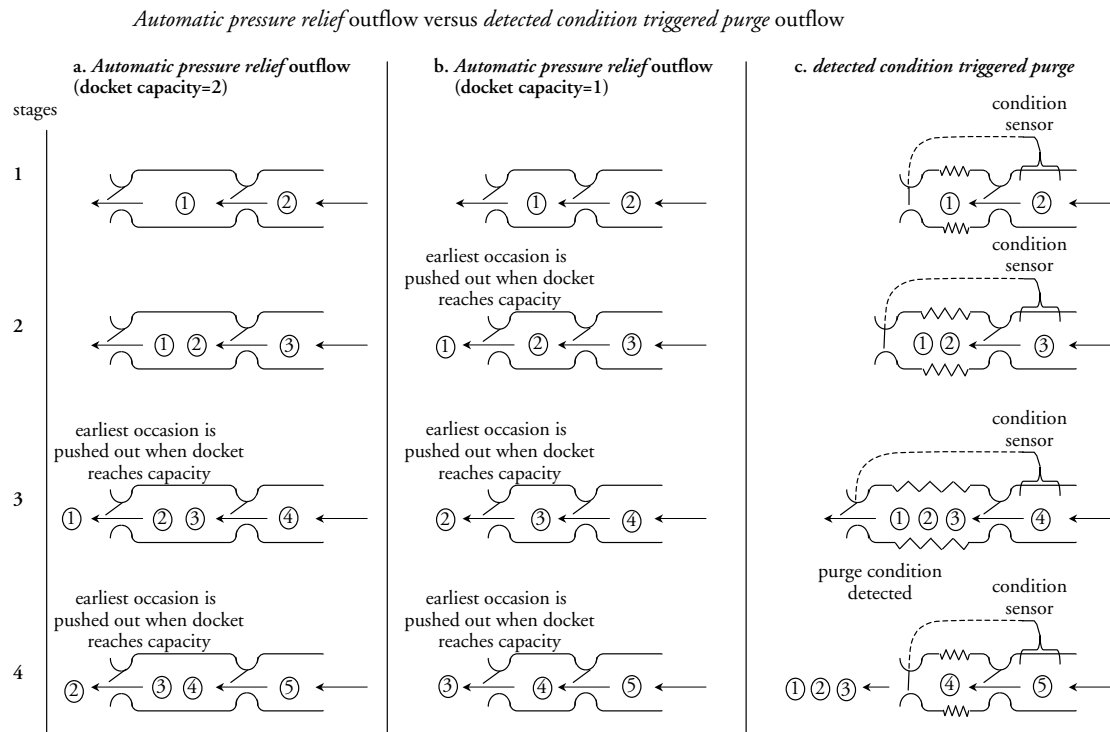 Automatic pressure relief outflow versus detected condition triggered purge outflow
a. Automatic pressure relief outflow
(docket capacity=2)
b. Automatic pressure relief outflow
(docket capacity=1)
c. detected condition triggered purge
stages
1
① ②
① ②
condition
sensor
① ②
2
① ② ③
earliest occasion is
pushed out when docket
reaches capacity
① ② ③
condition
sensor
① ② ③
3
earliest occasion is
pushed out when docket
reaches capacity
① ② ③ ④
earliest occasion is
pushed out when docket
reaches capacity
② ③ ④
condition
sensor
① ② ③ ④
purge condition
detected
4
earliest occasion is
pushed out when docket
reaches capacity
② ③ ④ ⑤
earliest occasion is
pushed out when docket
reaches capacity
③ ④ ⑤
condition
sensor
① ② ③ ④ ⑤